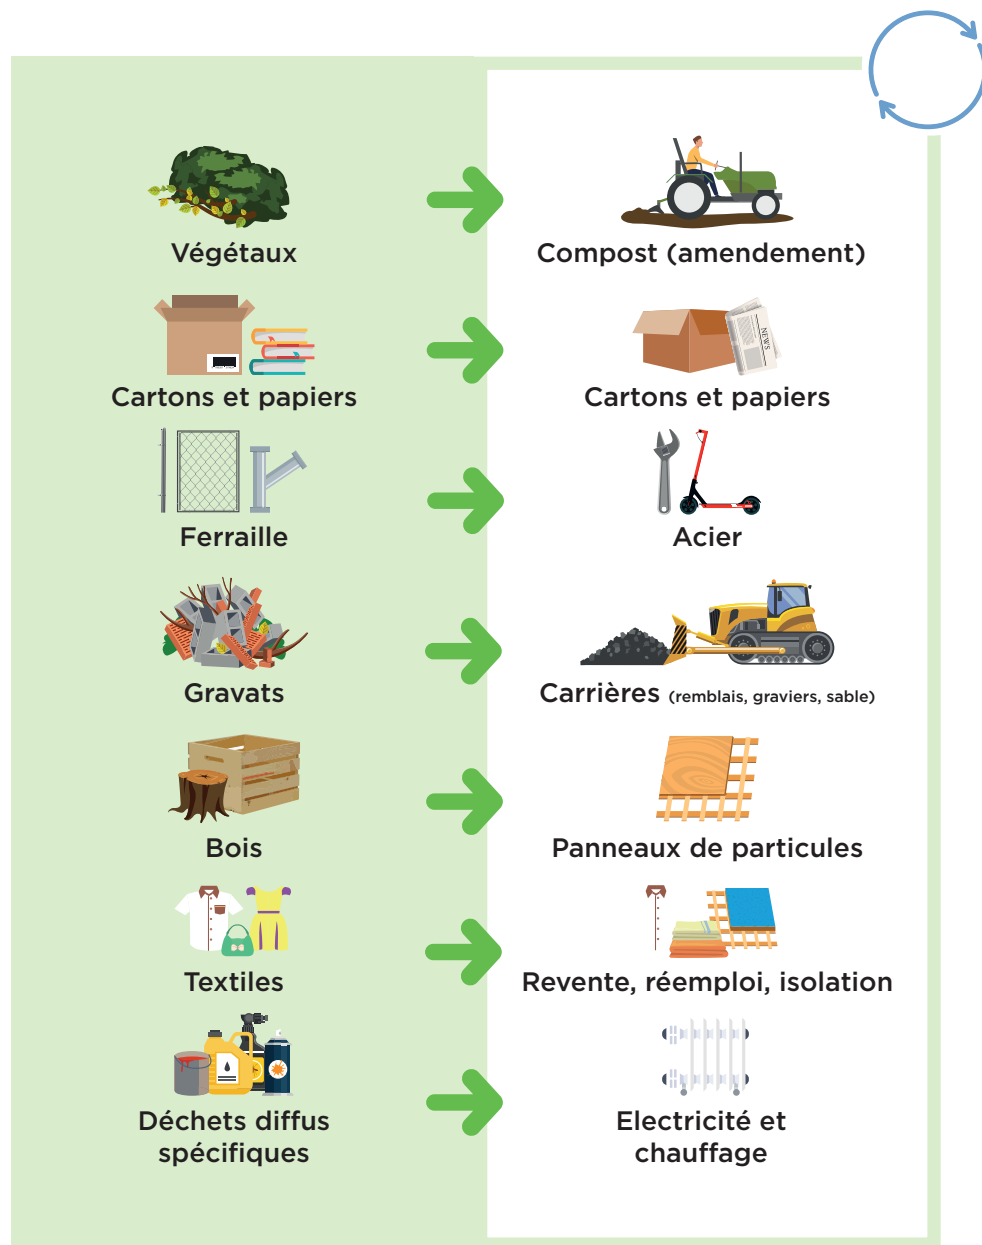 Végétaux
Compost (amendement)
NEWS
Cartons et papiers
Cartons et papiers
Ferraille
Acier
Gravats
Carrières (remblais, graviers, sable)
Bois
Panneaux de particules
Textiles
Revente, réemploi, isolation
Déchets diffus
spécifiques
Electricité et
chauffage